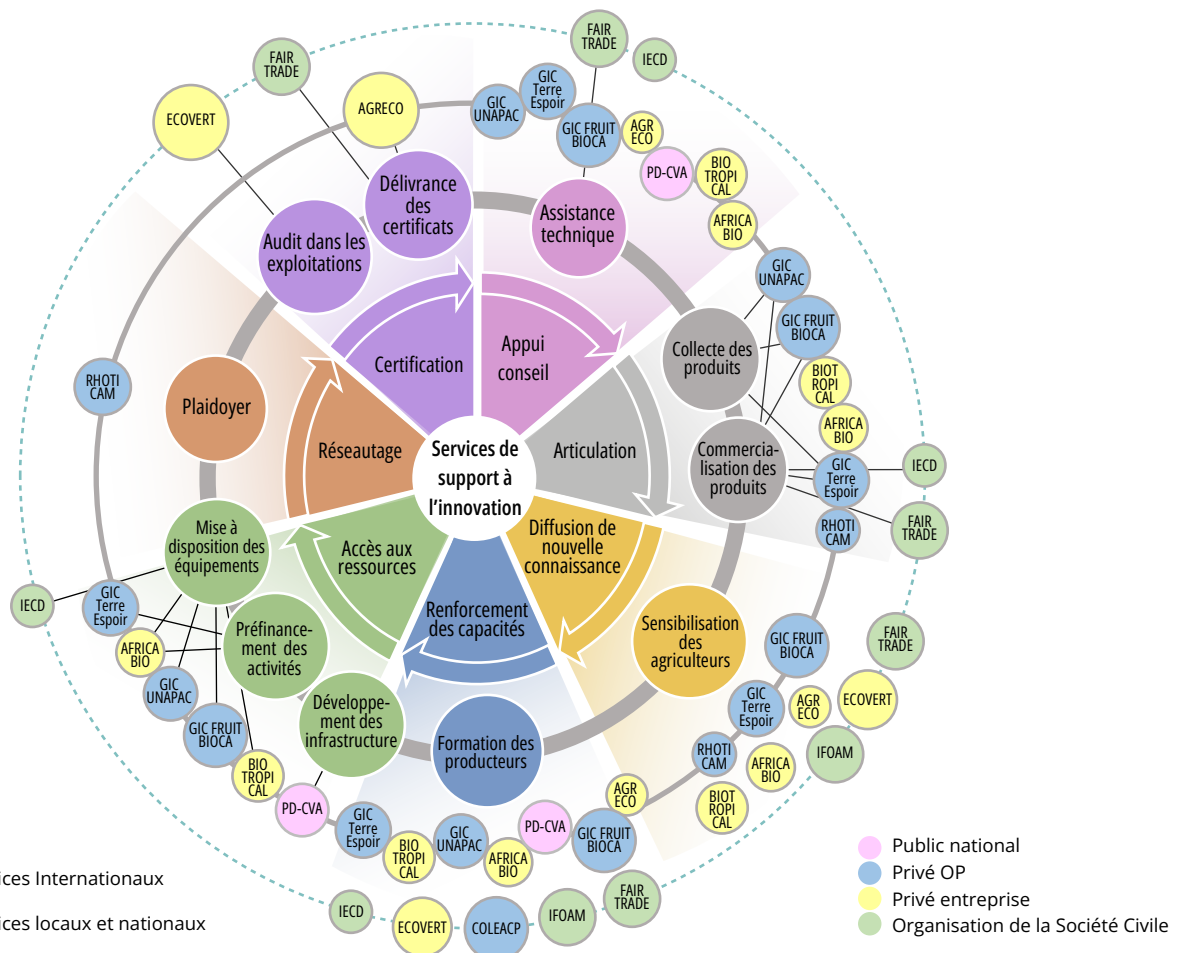 FAIR
TRADE
IECD
FAIR
TRADE
ECOVERT
AGRECO
GIC
UNAPAC
GIC
Terre
Espoir
GIC FRUIT
BIOCA
AGR
ECO
PD-CVA
BIO
TROPI
CAL
AFRICA
BIO
Délivrance
des
certificats
Audit dans les
exploitations
Assistance
technique
GIC
UNAPAC
GIC FRUIT
BIOCA
BIOT
ROPI
CAL
AFRICA
BIO
GIC
Terre
Espoir
RHOTI
CAM
IECD
FAIR
TRADE
Collecte des
produits
Commercia-
lisation des
produits
Certification
Appui
conseil
RHOTI
CAM
Plaidoyer
Réseautage
Services de
support à
l’innovation
Articulation
Mise à
disposition des
équipements
Accès aux
ressources
Diffusion de
nouvelle
connaissance
Renforcement
des capacités
Sensibilisation
des
agriculteurs
IECD
GIC
Terre
Espoir
AFRICA
BIO
GIC
UNAPAC
GIC FRUIT
BIOCA
BIO
TROPI
CAL
PD-CVA
Préfinance-
ment des
activités
Développe-
ment des
infrastructure
Formation des
producteurs
GIC FRUIT
BIOCA
FAIR
TRADE
GIC
Terre
Espoir
AGR
ECO
ECOVERT
RHOTI
CAM
AFRICA
BIO
IFOAM
BIOT
ROPI
CAL
GIC
Terre
Espoir
BIO
TROPI
CAL
GIC
UNAPAC
AFRICA
BIO
PD-CVA
GIC FRUIT
BIOCA
AGR
ECO
IECD
ECOVERT
COLEACP
IFOAM
FAIR
TRADE
ices Internationaux
ices locaux et nationaux
Public national
Privé OP
Privé entreprise
Organisation de la Société Civile